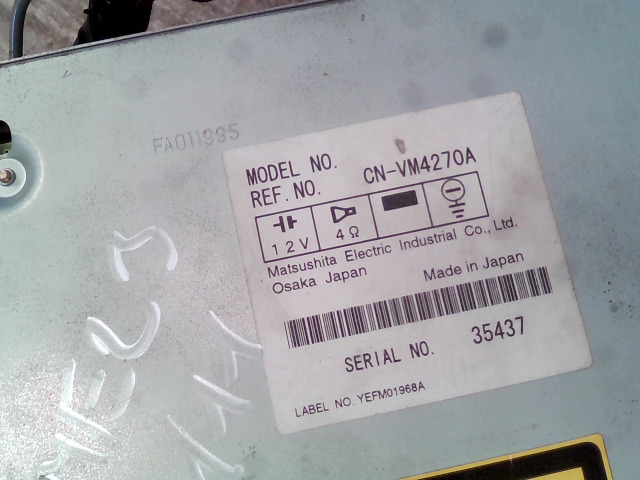 FA011995
MODEL NO. CN-VM4270A
REF. NO.
12V 4Ω
Matsushita Electric Industrial Co., Ltd.
Osaka Japan Made in Japan
SERIAL NO. 35437
LABEL NO. YEFM01968A